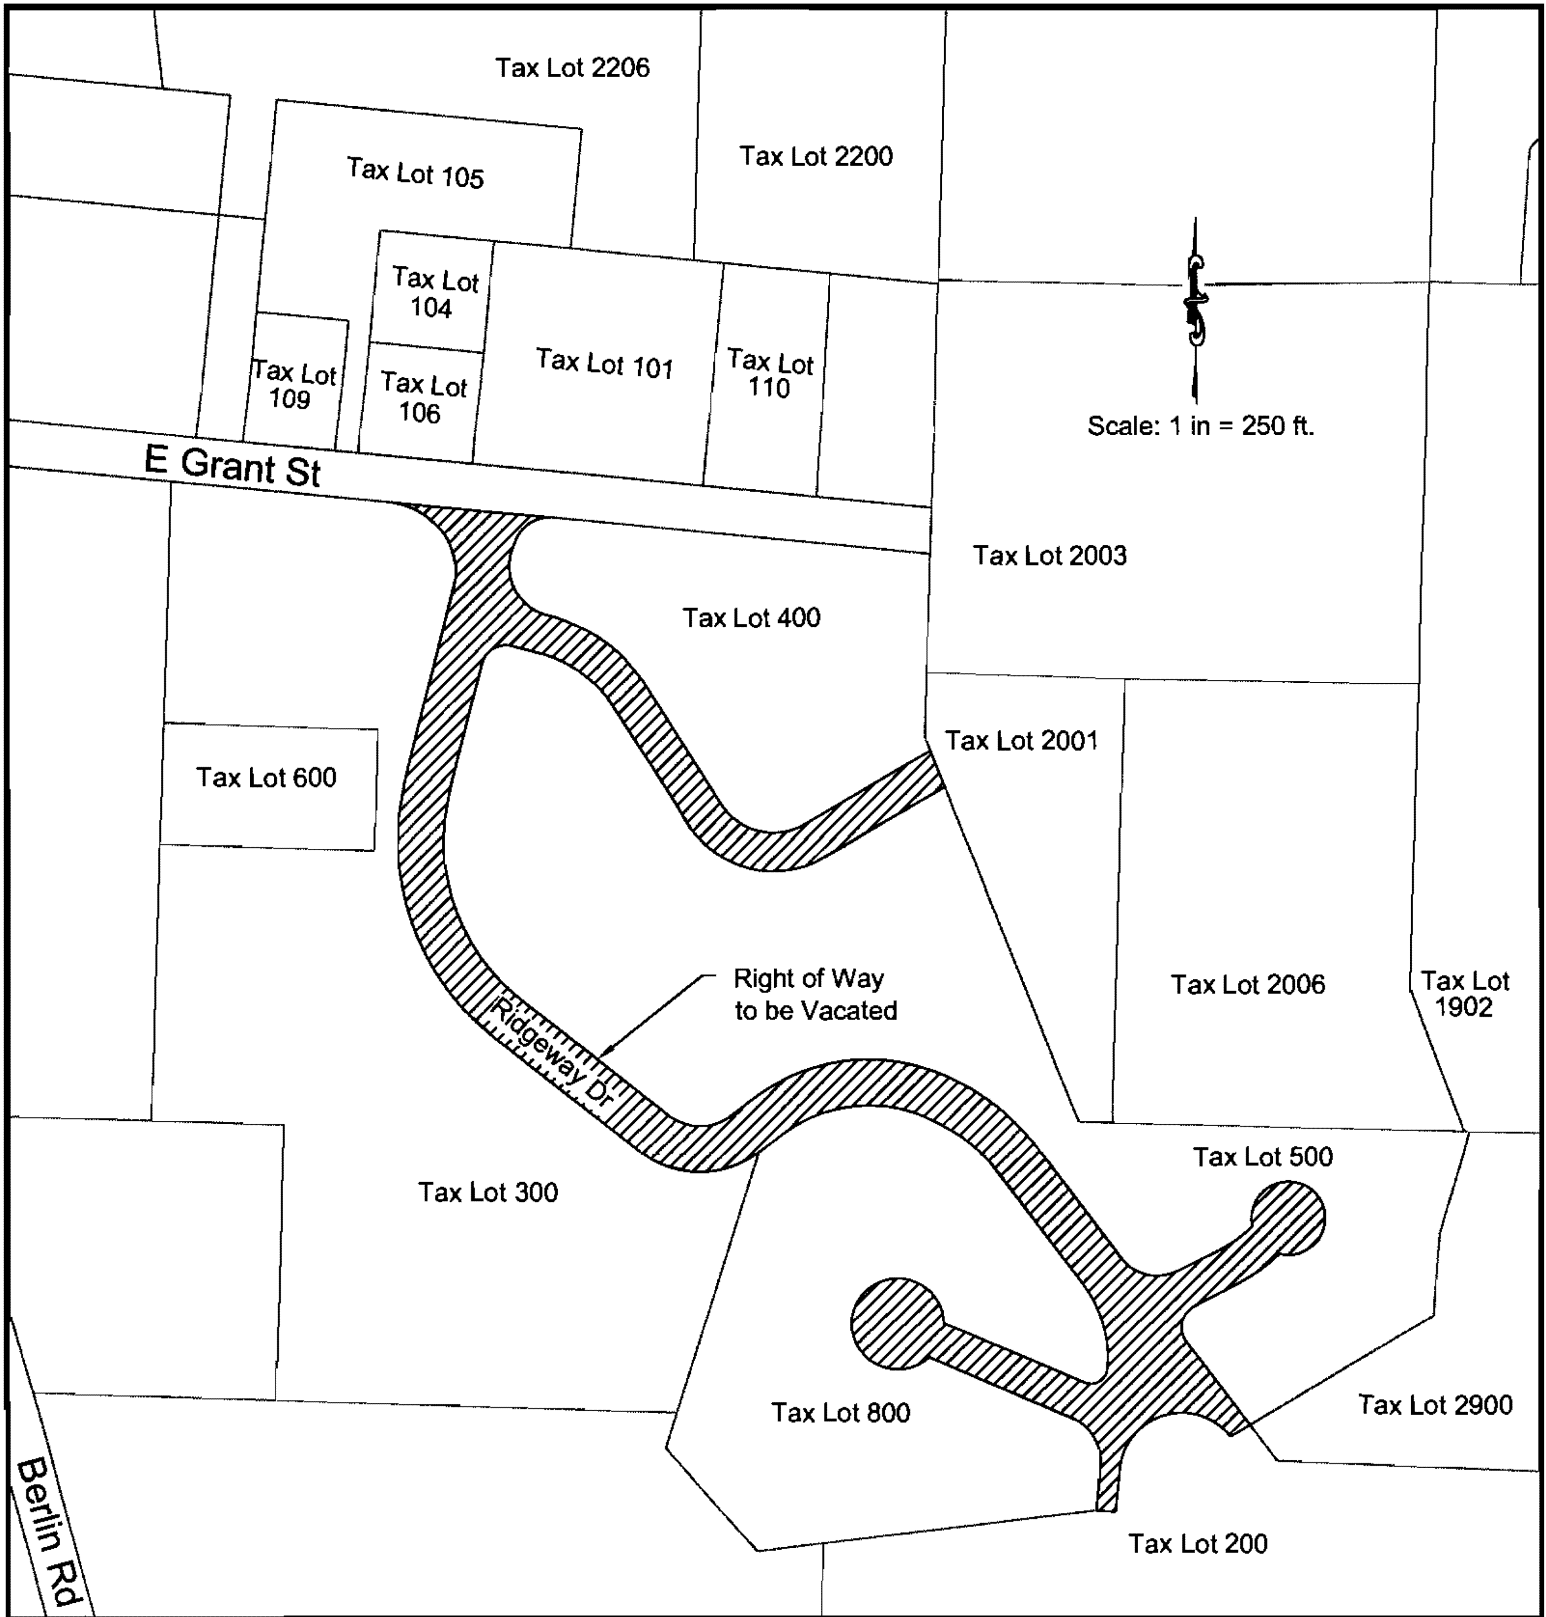 Tax Lot 2206
Tax Lot 2200
Tax Lot 105
Tax Lot
104
Tax Lot 101
Tax Lot
110
Tax Lot
109
Tax Lot
106
Scale: 1 in = 250 ft.
E Grant St
Tax Lot 2003
Tax Lot 400
Tax Lot 2001
Tax Lot 600
Right of Way
to be Vacated
Tax Lot 2006
Tax Lot
1902
Ridgeway Dr
Tax Lot 500
Tax Lot 300
Tax Lot 800
Tax Lot 2900
Berlin Rd
Tax Lot 200